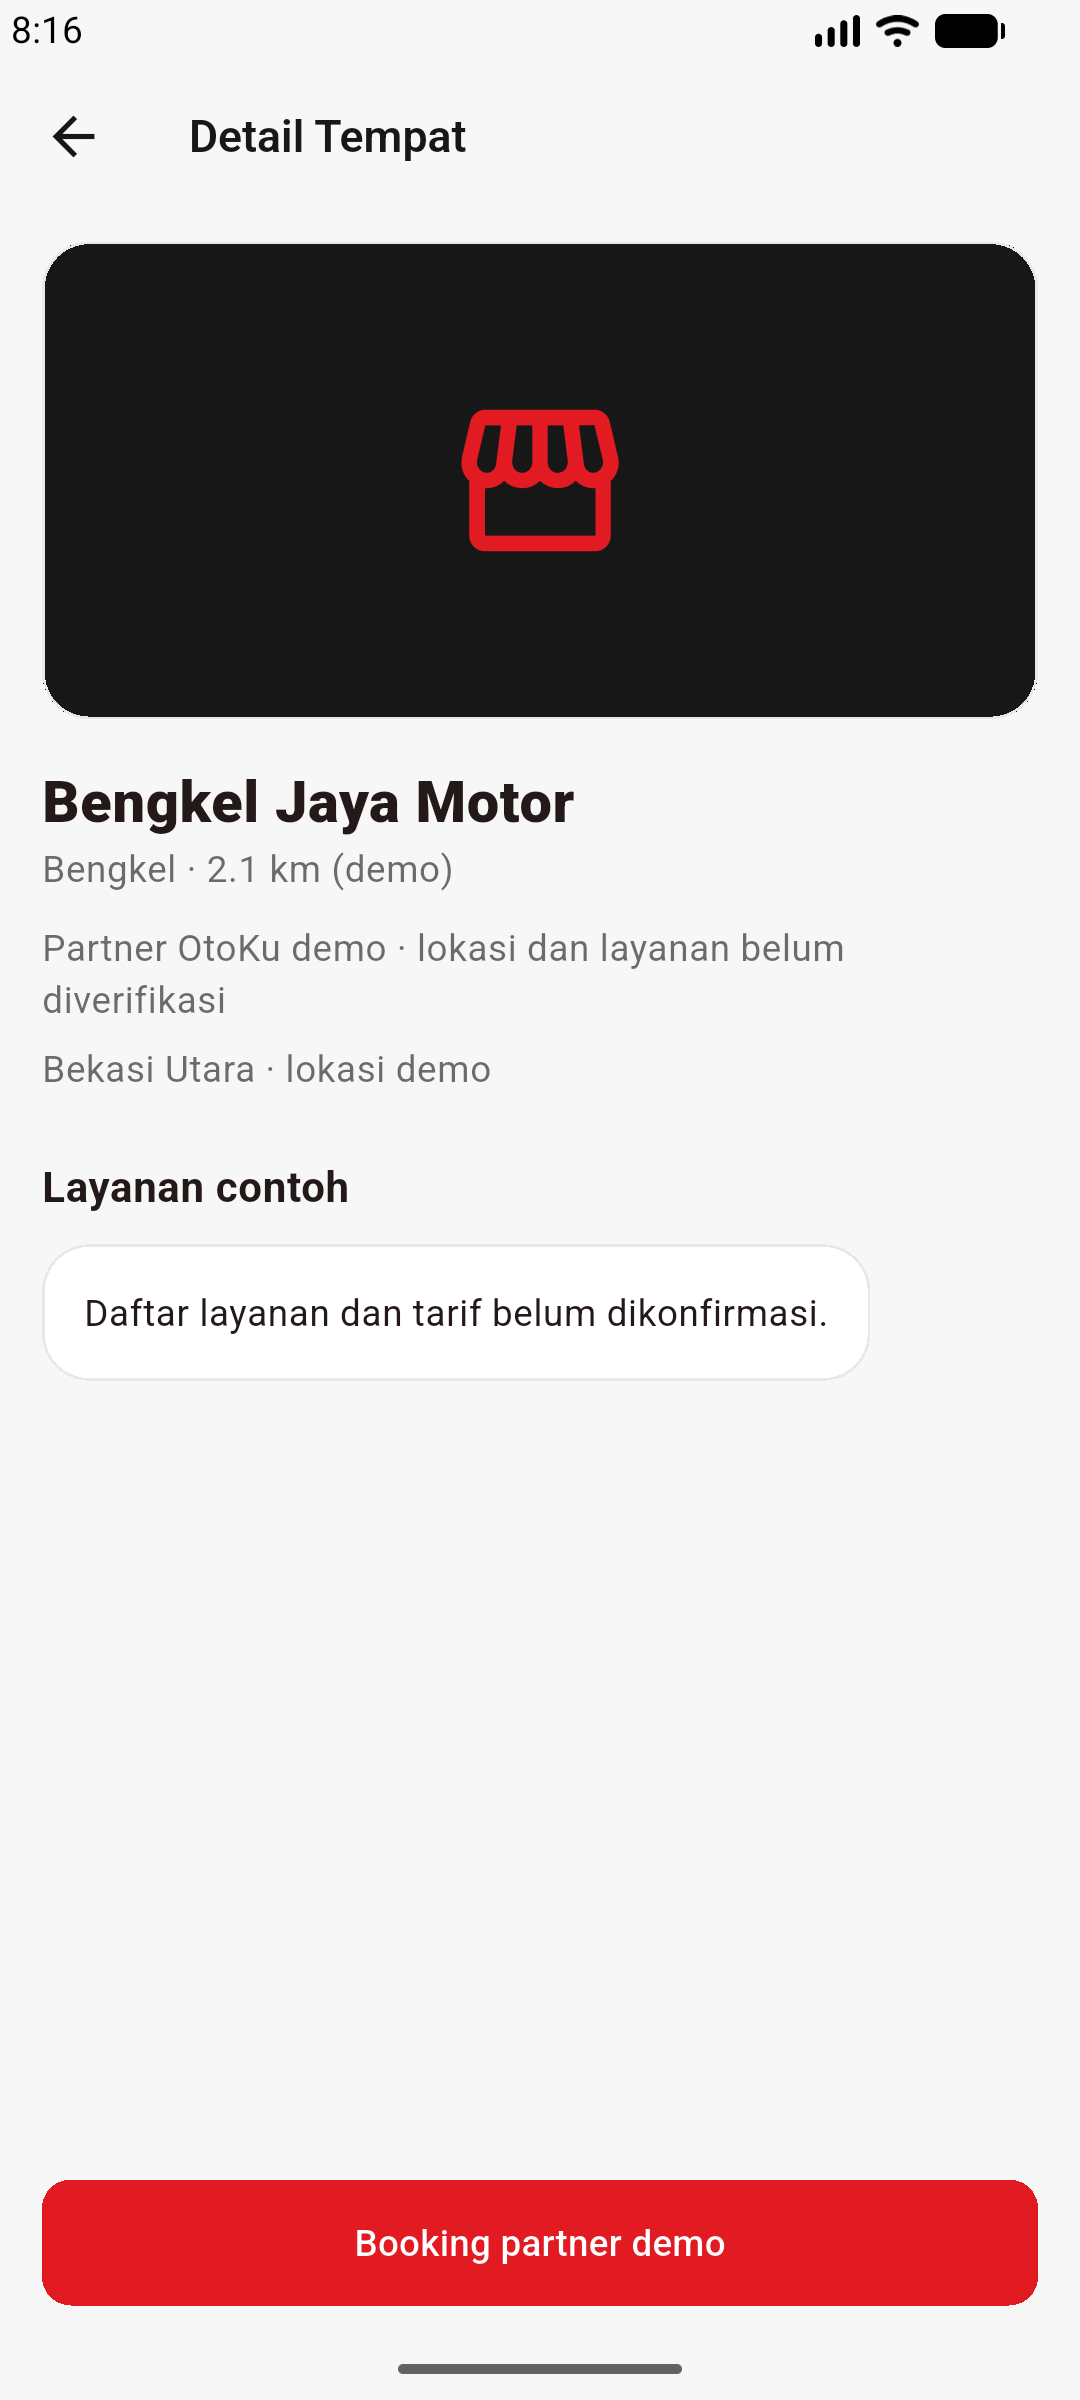 8:16
Detail Tempat
Bengkel Jaya Motor
Bengkel · 2.1 km (demo)
Partner OtoKu demo · lokasi dan layanan belum
diverifikasi
Bekasi Utara · lokasi demo
Layanan contoh
Daftar layanan dan tarif belum dikonfirmasi.
Booking partner demo